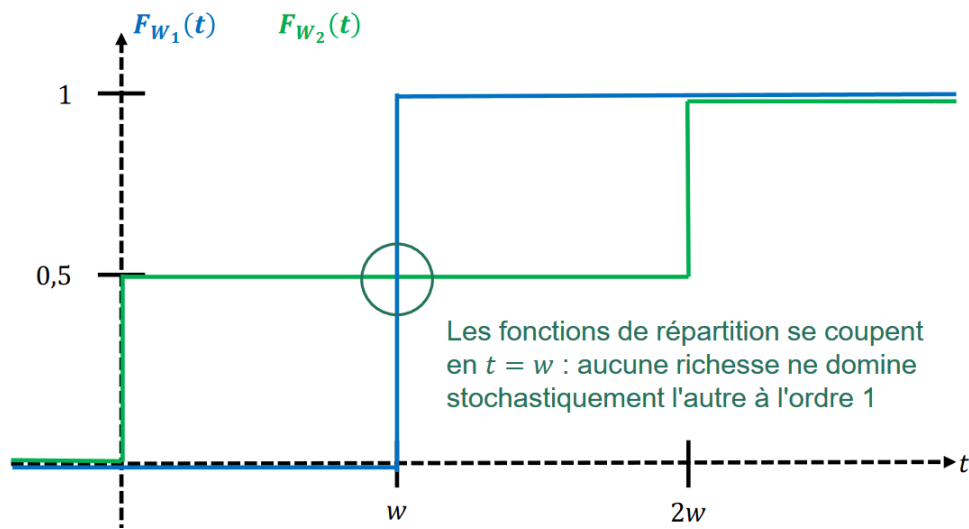 F_{W_1}(t) F_{W_2}(t)
1
0,5
Les fonctions de répartition se coupent
en t = w : aucune richesse ne domine
stochastiquement l'autre à l'ordre 1
t
w 2w